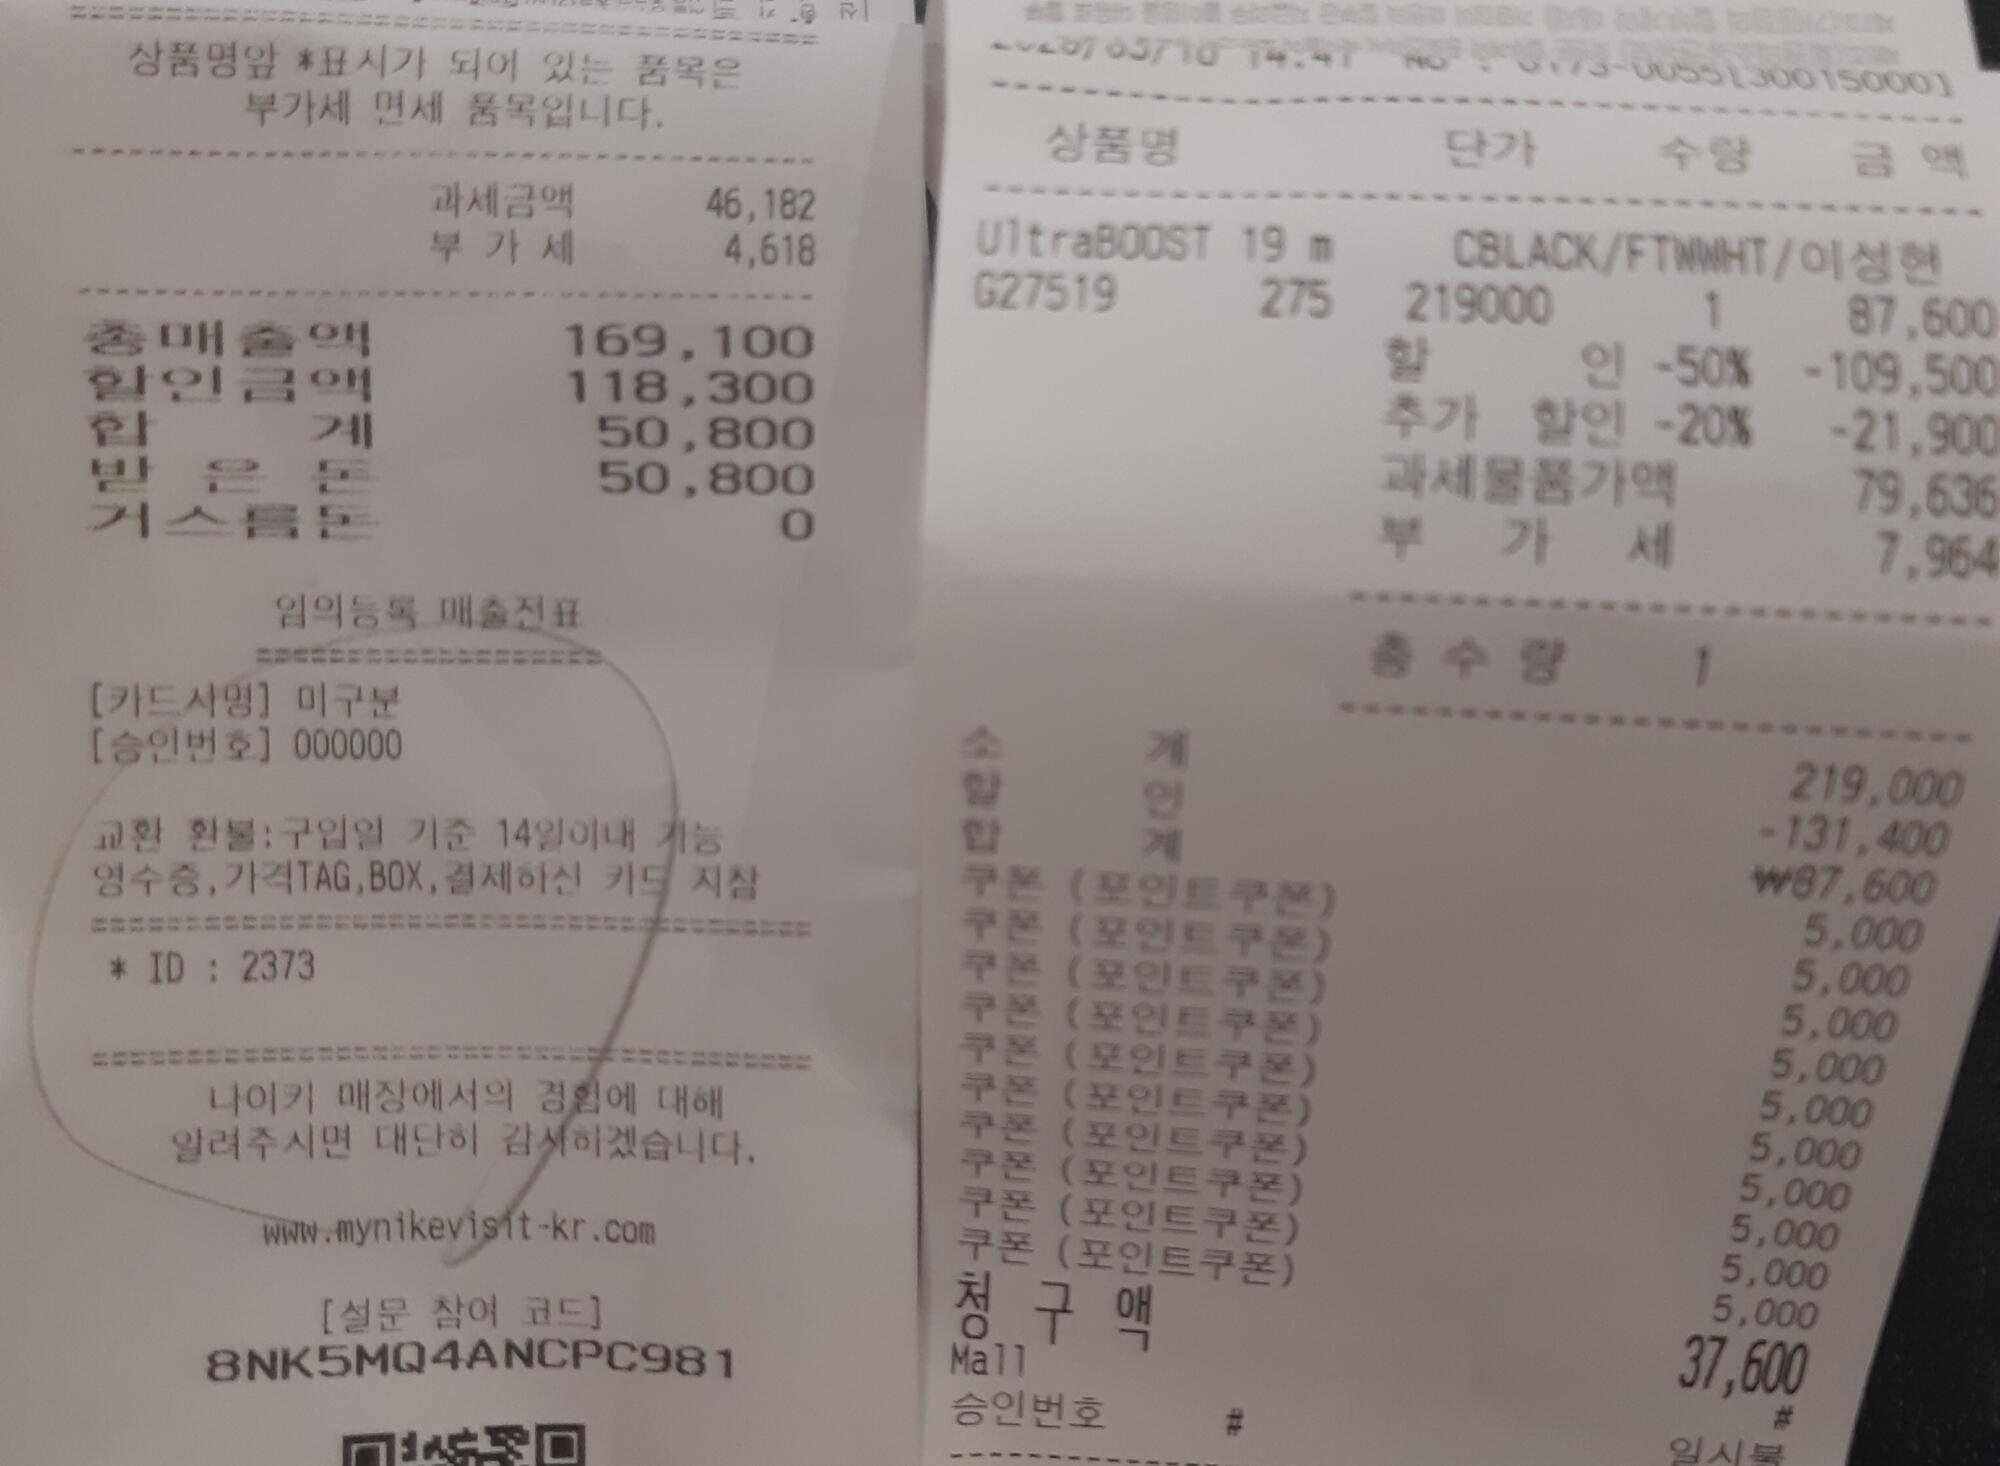 상품명앞 *표시가 되어 있는 품목은
부가세 면세 품목입니다.
과세금액 46,182
부 가 세 4,618
총매출액 169,100
할인금액 118,300
합 계 50,800
받 은 돈 50,800
거스름돈 0
임의등록 매출전표
[카드사명] 미구분
[승인번호] 000000
교환 환불:구입일 기준 14일이내 가능
영수증,가격TAG,BOX,결제하신 카드 지참
* ID : 2373
나이키 매장에서의 경험에 대해
알려주시면 대단히 감사하겠습니다.
www.mynikevisit-kr.com
[설문 참여 코드]
8NK5MQ4ANCPC981
14:41 No : 0173-00551300150001
상품명 단가 수량 금 액
UltraBOOST 19 m CBLACK/FTWWHT/이성현
G27519 275 219000 1 87,600
할 인 -50% -109,500
추가 할인 -20% -21,900
과세물품가액 79,636
부 가 세 7,964
총 수 량 1
소 계 219,000
할 인 -131,400
합 계 ₩87,600
쿠폰 (포인트쿠폰) 5,000
쿠폰 (포인트쿠폰) 5,000
쿠폰 (포인트쿠폰) 5,000
쿠폰 (포인트쿠폰) 5,000
쿠폰 (포인트쿠폰) 5,000
쿠폰 (포인트쿠폰) 5,000
쿠폰 (포인트쿠폰) 5,000
쿠폰 (포인트쿠폰) 5,000
쿠폰 (포인트쿠폰) 5,000
쿠폰 (포인트쿠폰) 5,000
청 구 액 37,600
Mall #
승인번호 # 일시불